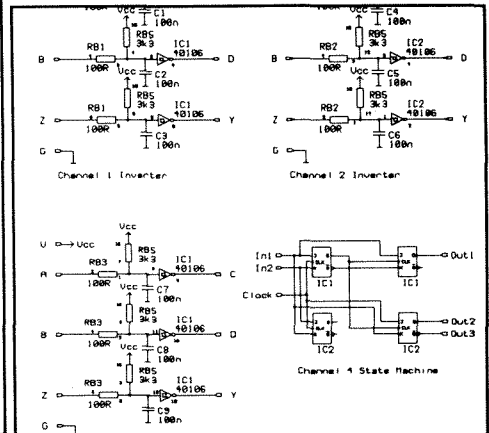 Vcc C1 100n
RB5 3k3
IC1 40106
B RB1 100R D
Vcc C2 100n
RB5 3k3
IC1 40106
Z RB1 100R Y
C3 100n
G
Channel 1 Inverter
Vcc C4 100n
RB5 3k3
IC2 40106
B RB2 100R D
Vcc C5 100n
RB5 3k3
IC2 40106
Z RB2 100R Y
C6 100n
G
Channel 2 Inverter
V Vcc
Vcc
RB5 3k3
IC1 40106
A RB3 100R C
C7 100n
Vcc
RB5 3k3
IC1 40106
B RB3 100R D
C8 100n
Vcc
RB5 3k3
IC1 40106
Z RB3 100R Y
C9 100n
G
In1
In2
Clock
J CLK K
IC1
IC1
Out1
IC2
IC2
Out2
Out3
Channel 4 State Machine